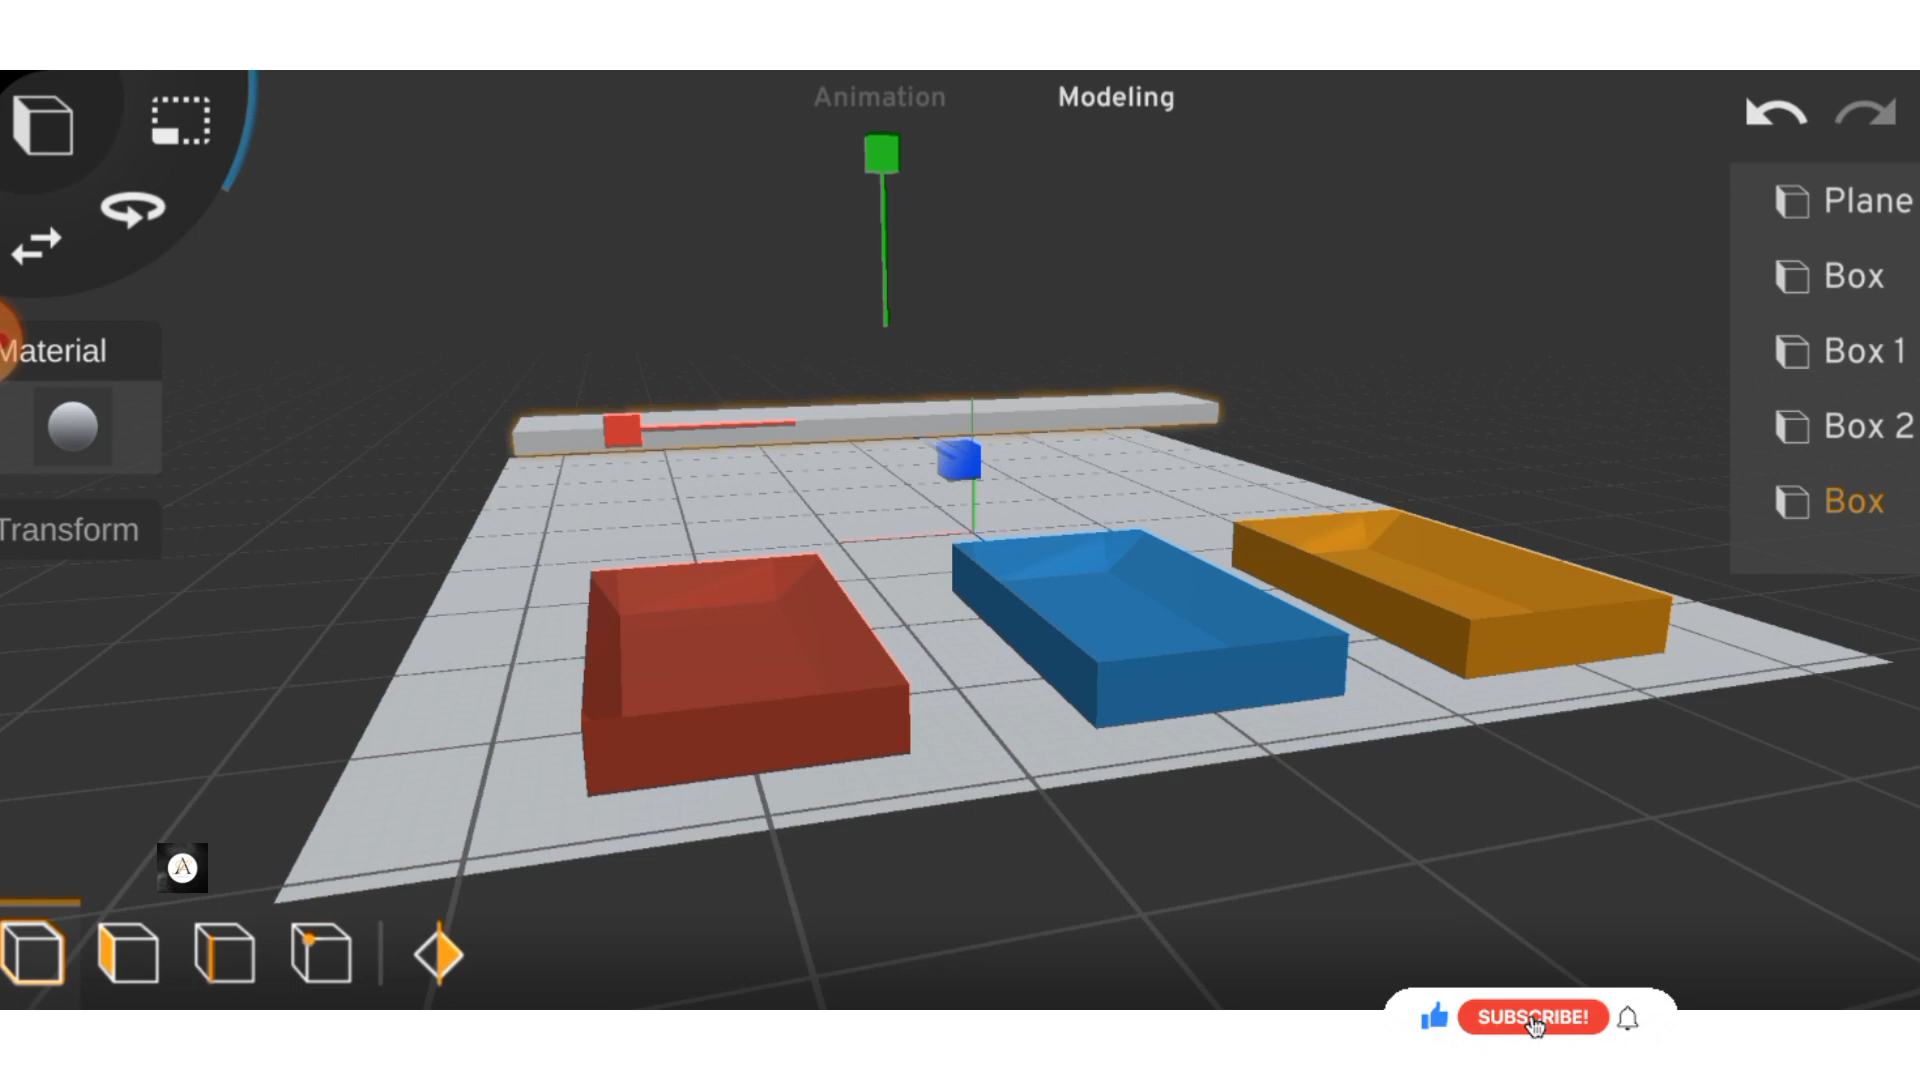 Animation
Modeling
Plane
Box
Box 1
Box 2
Box
Material
Transform
A
SUBSCRIBE!